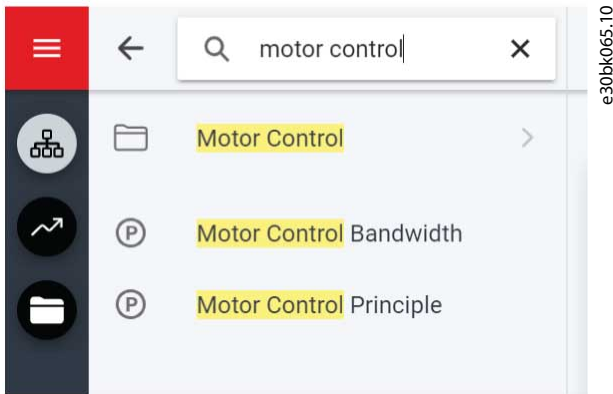 motor control
Motor Control
Motor Control Bandwidth
Motor Control Principle
e30bk065.10